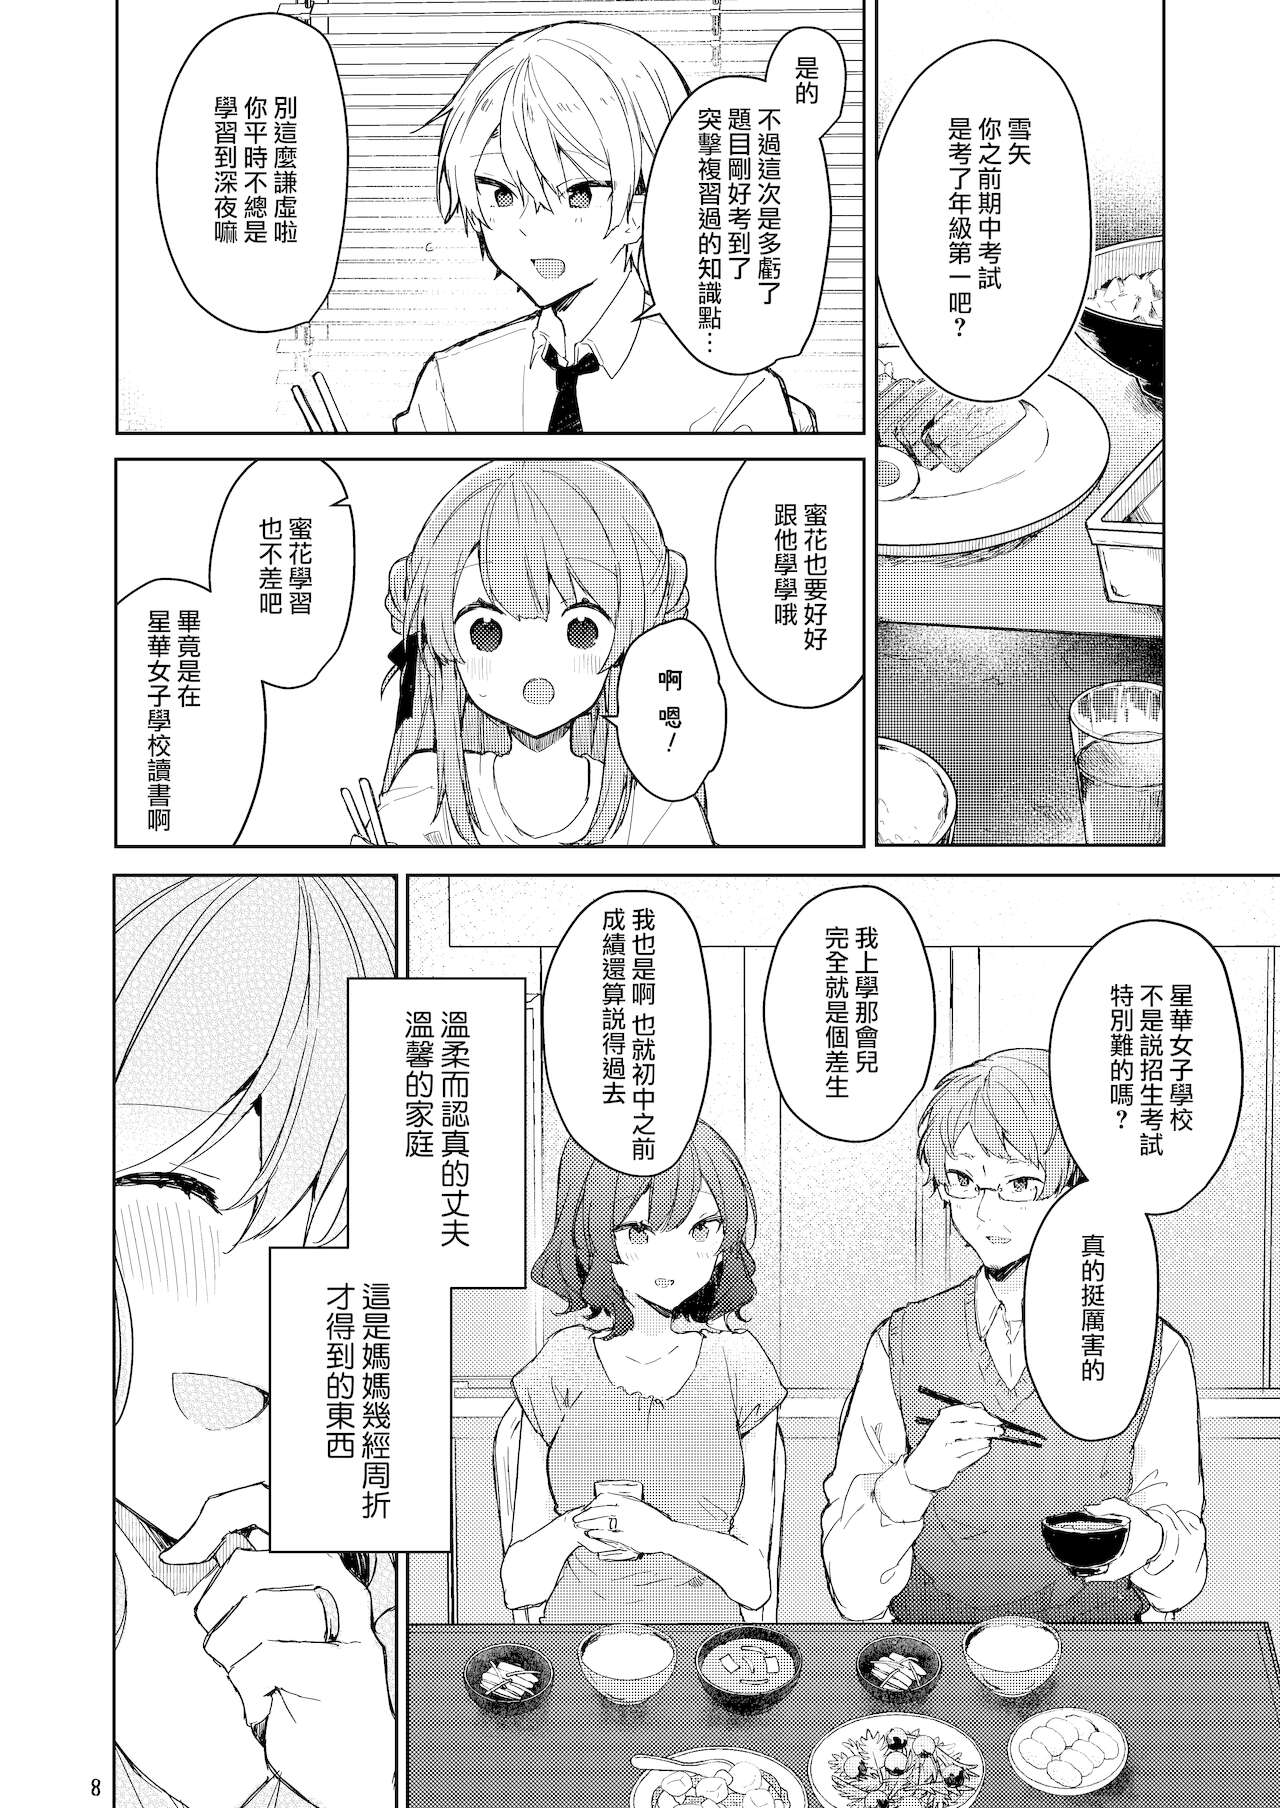 雪矢
你之前期中考試
是考了年級第一吧？
是的
不過這次是多虧了
題目剛好考到了
突擊複習過的知識點…
別這麼謙虛啦
你平時不總是
學習到深夜嘛
蜜花也要好好
跟他學學哦
啊
嗯！
蜜花學習
也不差吧
畢竟是在
星華女子學校讀書啊
星華女子學校
不是說招生考試
特別難的嗎？
真的挺厲害的
我上學那會兒
完全就是個差生
我也是啊 也就初中之前
成績還算說得過去
溫柔而認真的丈夫
溫馨的家庭
這是媽媽幾經周折
才得到的東西
8